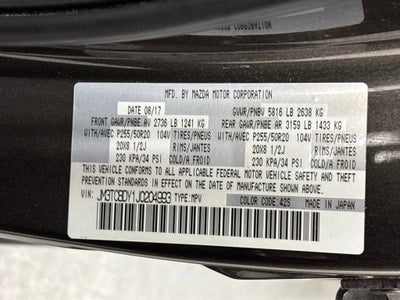 MFD. BY MAZDA MOTOR CORPORATION
DATE 08/17 GVWR/PNBV 5816 LB 2638 KG
FRONT GAWR/PNBE AV 2736 LB 1241 KG REAR GAWR/PNBE AR 3159 LB 1433 KG
WITH/AVEC P255/50R20 104V TIRES/PNEUS WITH/AVEC P255/50R20 104V TIRES/PNEUS
20X8 1/2J RIMS/JANTES 20X8 1/2J RIMS/JANTES
230 KPA/34 PSI COLD/A FROID 230 KPA/34 PSI COLD/A FROID
THIS VEHICLE CONFORMS TO ALL APPLICABLE FEDERAL MOTOR VEHICLE SAFETY
THEFT PREVENTION STANDARDS IN EFFECT ON
THE DATE OF MANUFACTURE SHOWN ABOVE.
VIN: JM3TCBDY1J0204993 TYPE:MPV
COLOR 42S MADE IN JAPAN